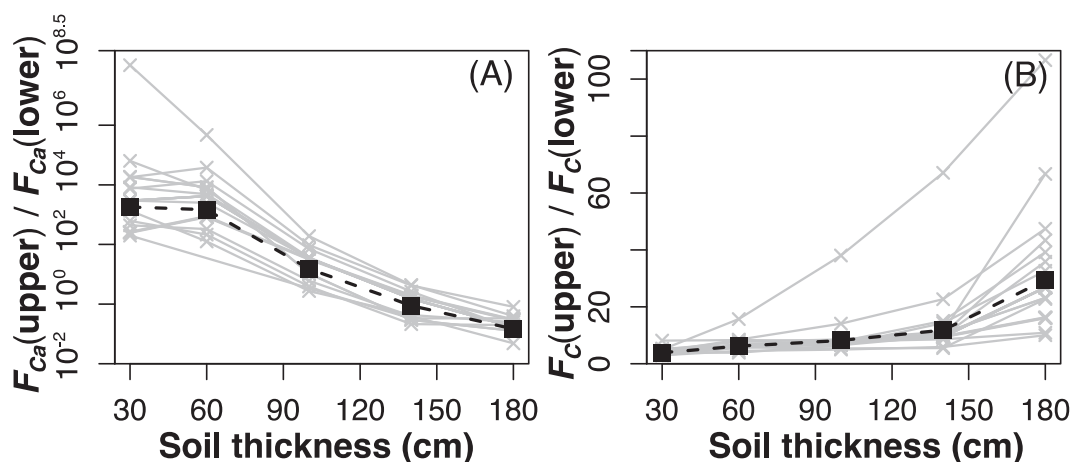 (A)
F_Ca(upper) / F_Ca(lower)
10^8.5
10^6
10^4
10^2
10^0
10^-2
30 60 90 120 150 180
Soil thickness (cm)
(B)
F_C(upper) / F_C(lower)
100
60
20
0
30 60 90 120 150 180
Soil thickness (cm)